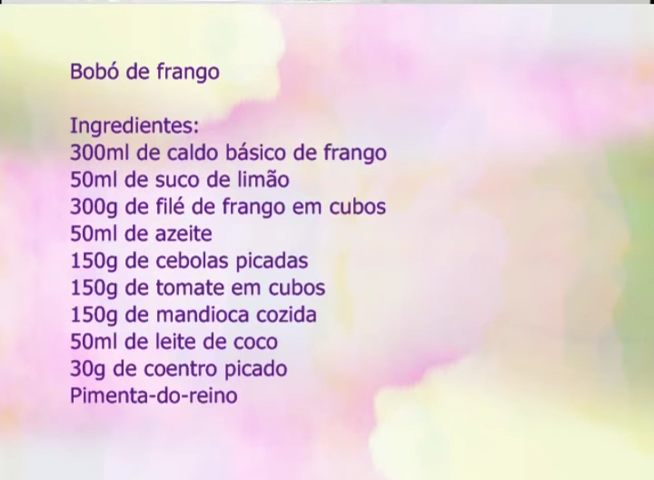 Bobó de frango
Ingredientes:
300ml de caldo básico de frango
50ml de suco de limão
300g de filé de frango em cubos
50ml de azeite
150g de cebolas picadas
150g de tomate em cubos
150g de mandioca cozida
50ml de leite de coco
30g de coentro picado
Pimenta-do-reino